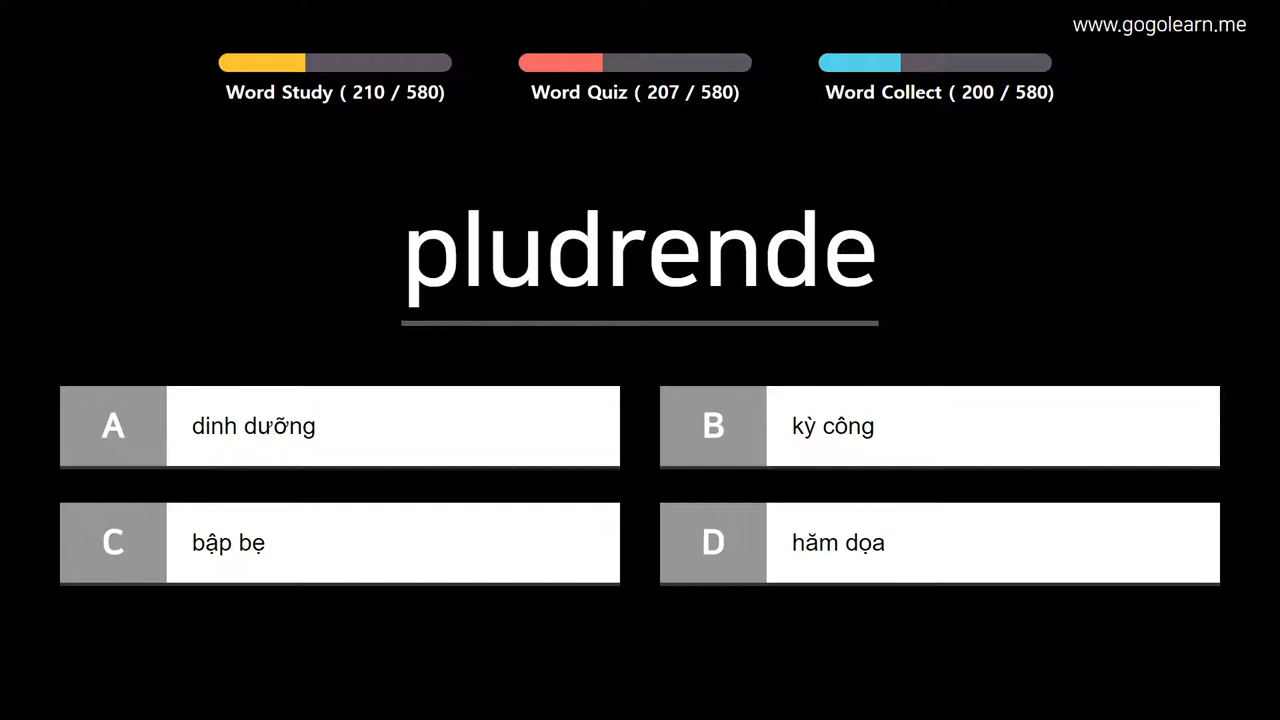 www.gogolearn.me
Word Study ( 210 / 580)
Word Quiz ( 207 / 580)
Word Collect ( 200 / 580)
pludrende
A dinh dưỡng
B kỳ công
C bập bẹ
D hăm dọa